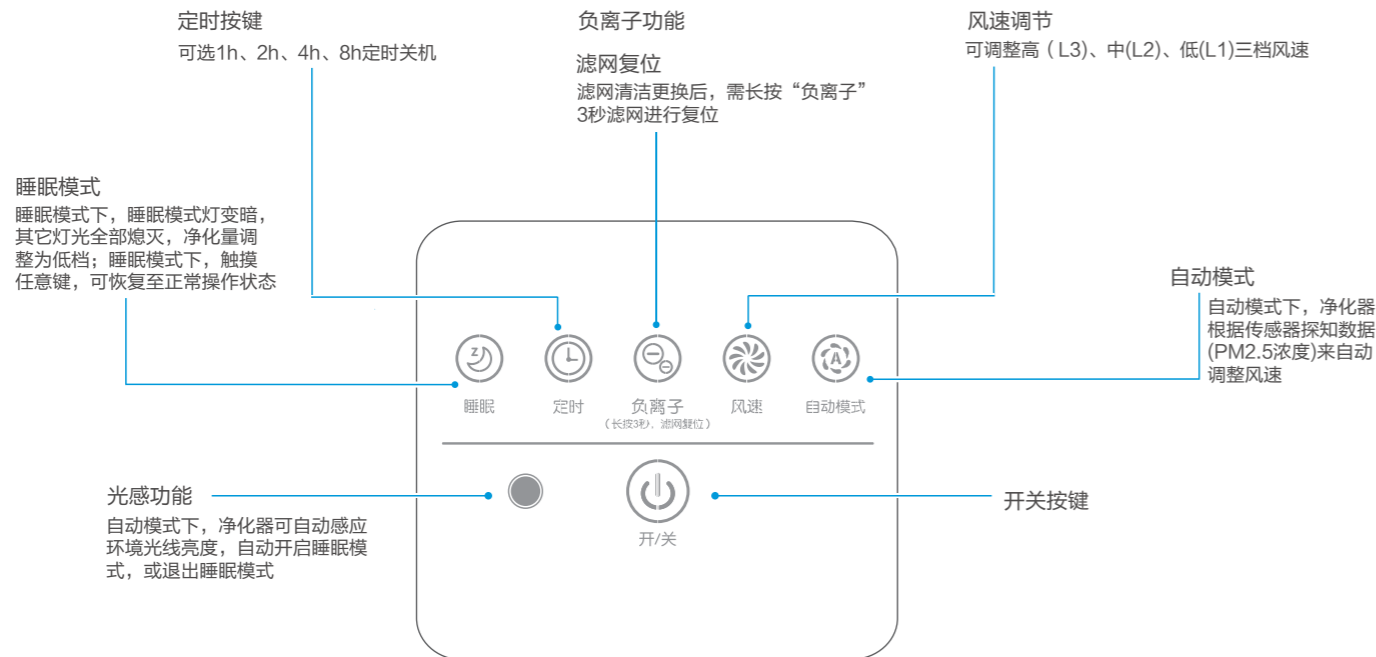 定时按键
可选1h、2h、4h、8h定时关机
负离子功能
滤网复位
滤网清洁更换后，需长按“负离子”
3秒滤网进行复位
风速调节
可调整高（L3)、中(L2)、低(L1)三档风速
睡眠模式
睡眠模式下，睡眠模式灯变暗，
其它灯光全部熄灭，净化量调
整为低档；睡眠模式下，触摸
任意键，可恢复至正常操作状态
自动模式
自动模式下，净化器
根据传感器探知数据
(PM2.5浓度)来自动
调整风速
睡眠
定时
负离子
（长按3秒，滤网复位）
风速
自动模式
光感功能
自动模式下，净化器可自动感应
环境光线亮度，自动开启睡眠模
式，或退出睡眠模式
开/关
开关按键